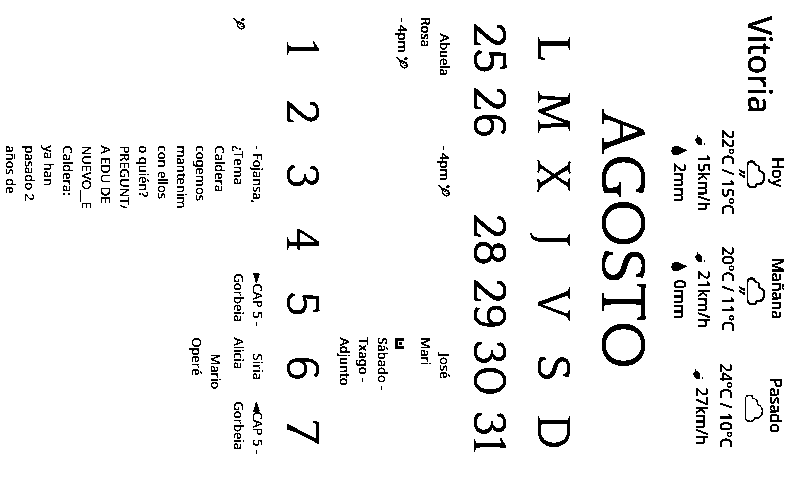 Vitoria
Hoy
22°C / 15°C
15km/h
2mm
Mañana
20°C / 11°C
21km/h
0mm
Pasado
24°C / 10°C
27km/h
AGOSTO
L M X J V S D
25 26 28 29 30 31
Abuela
Rosa
- 4pm
- 4pm
José
Mari
Sábado -
Txago -
Adjunto
1 2 3 4 5 6 7
- Fojansa,
¿Tema
Caldera
cogemos
mantenim
con ellos
o quién?
PREGUNT
A EDU DE
NUEVO__E
Caldera:
ya han
pasado 2
años de
►CAP 5 -
Gorbeia
Siria
Alicia
Mario
Operé
◄CAP 5 -
Gorbeia